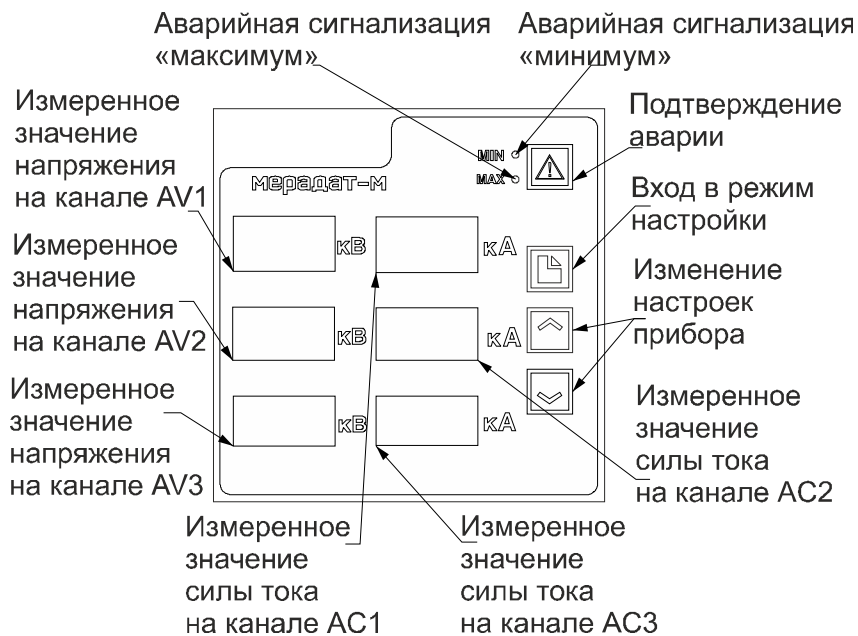 Аварийная сигнализация
«максимум»
Аварийная сигнализация
«минимум»
Измеренное
значение
напряжения
на канале AV1
Измеренное
значение
напряжения
на канале AV2
Измеренное
значение
напряжения
на канале AV3
MIN
MAX
мерадат-м
кВ
кА
кВ
кА
кВ
кА
Подтверждение
аварии
Вход в режим
настройки
Изменение
настроек
прибора
Измеренное
значение
силы тока
на канале AC2
Измеренное
значение
силы тока
на канале AC1
Измеренное
значение
силы тока
на канале AC3